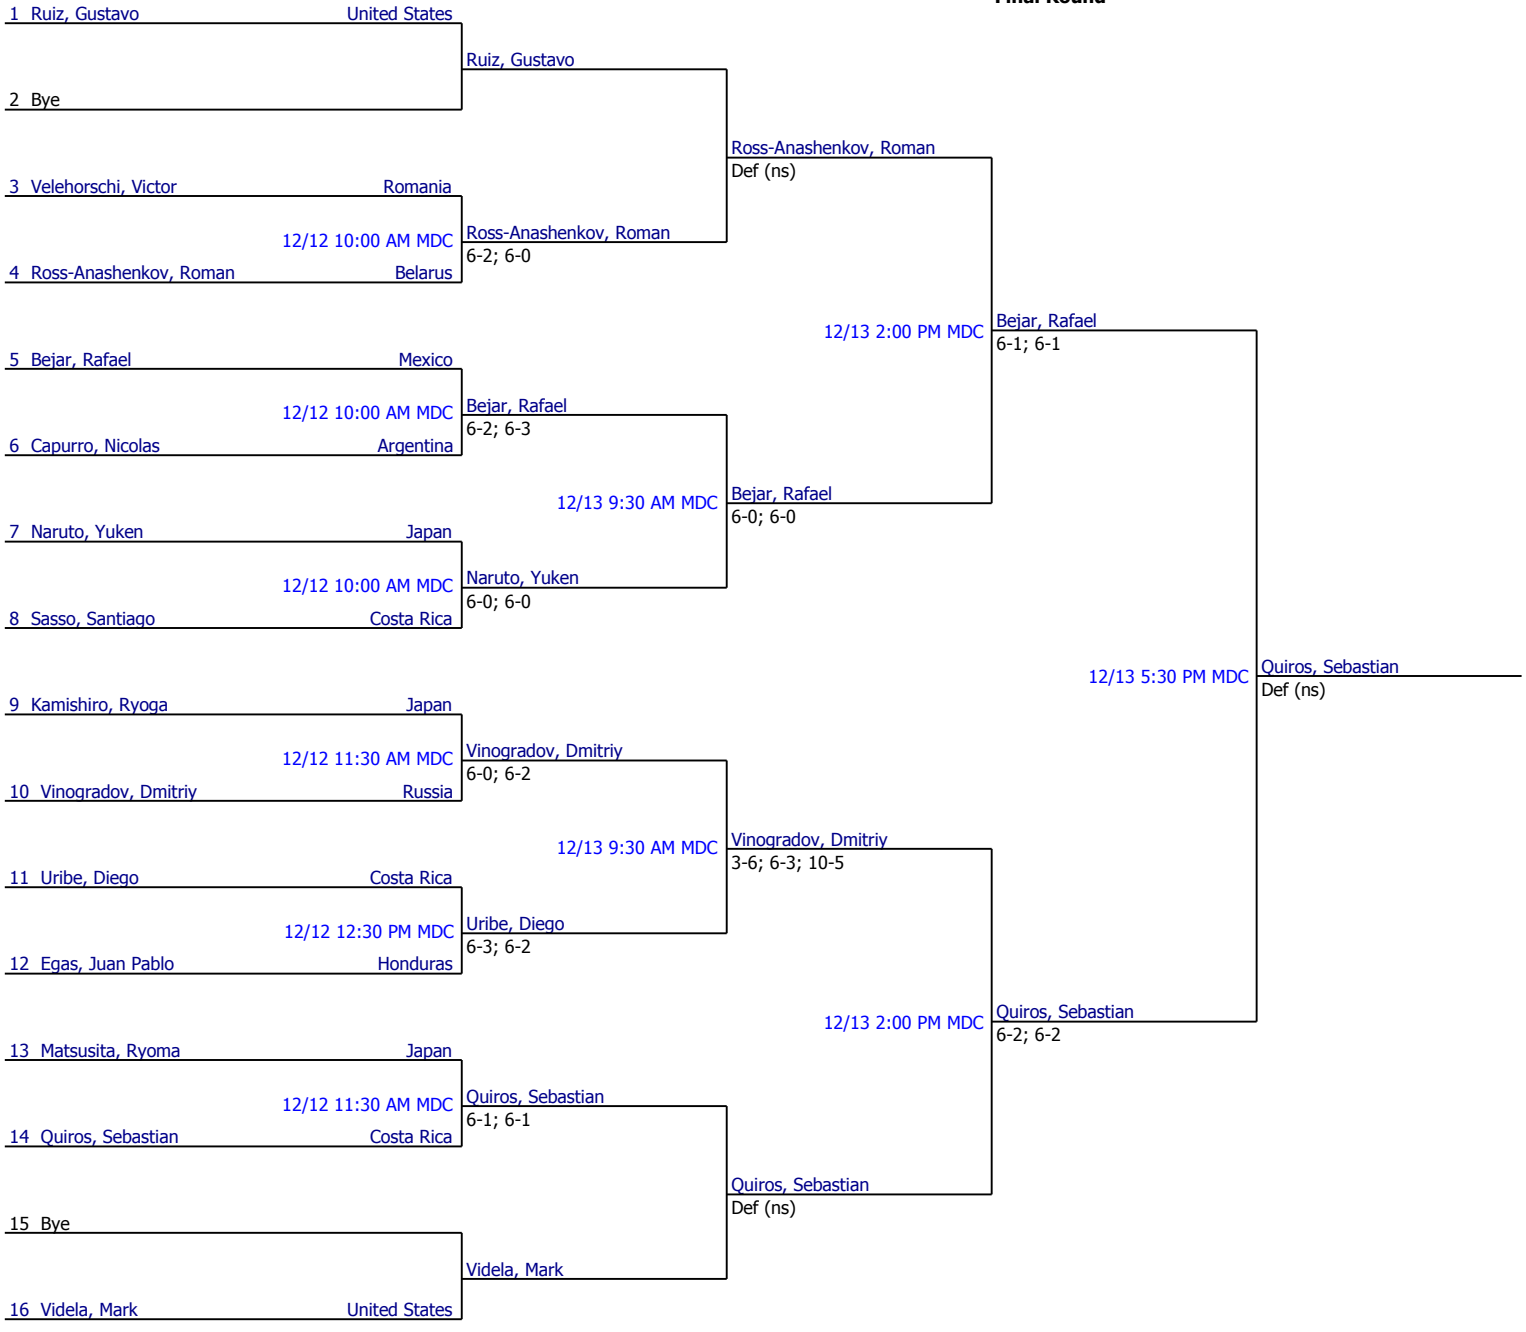 Final Round
1 Ruiz, Gustavo United States
Ruiz, Gustavo
2 Bye
Ross-Anashenkov, Roman
Def (ns)
3 Velehorschi, Victor Romania
12/12 10:00 AM MDC Ross-Anashenkov, Roman
6-2; 6-0
4 Ross-Anashenkov, Roman Belarus
12/13 2:00 PM MDC Bejar, Rafael
6-1; 6-1
5 Bejar, Rafael Mexico
12/12 10:00 AM MDC Bejar, Rafael
6-2; 6-3
6 Capurro, Nicolas Argentina
12/13 9:30 AM MDC Bejar, Rafael
6-0; 6-0
7 Naruto, Yuken Japan
12/12 10:00 AM MDC Naruto, Yuken
6-0; 6-0
8 Sasso, Santiago Costa Rica
12/13 5:30 PM MDC Quiros, Sebastian
Def (ns)
9 Kamishiro, Ryoga Japan
12/12 11:30 AM MDC Vinogradov, Dmitriy
6-0; 6-2
10 Vinogradov, Dmitriy Russia
12/13 9:30 AM MDC Vinogradov, Dmitriy
3-6; 6-3; 10-5
11 Uribe, Diego Costa Rica
12/12 12:30 PM MDC Uribe, Diego
6-3; 6-2
12 Egas, Juan Pablo Honduras
12/13 2:00 PM MDC Quiros, Sebastian
6-2; 6-2
13 Matsusita, Ryoma Japan
12/12 11:30 AM MDC Quiros, Sebastian
6-1; 6-1
14 Quiros, Sebastian Costa Rica
Quiros, Sebastian
Def (ns)
15 Bye
Videla, Mark
16 Videla, Mark United States